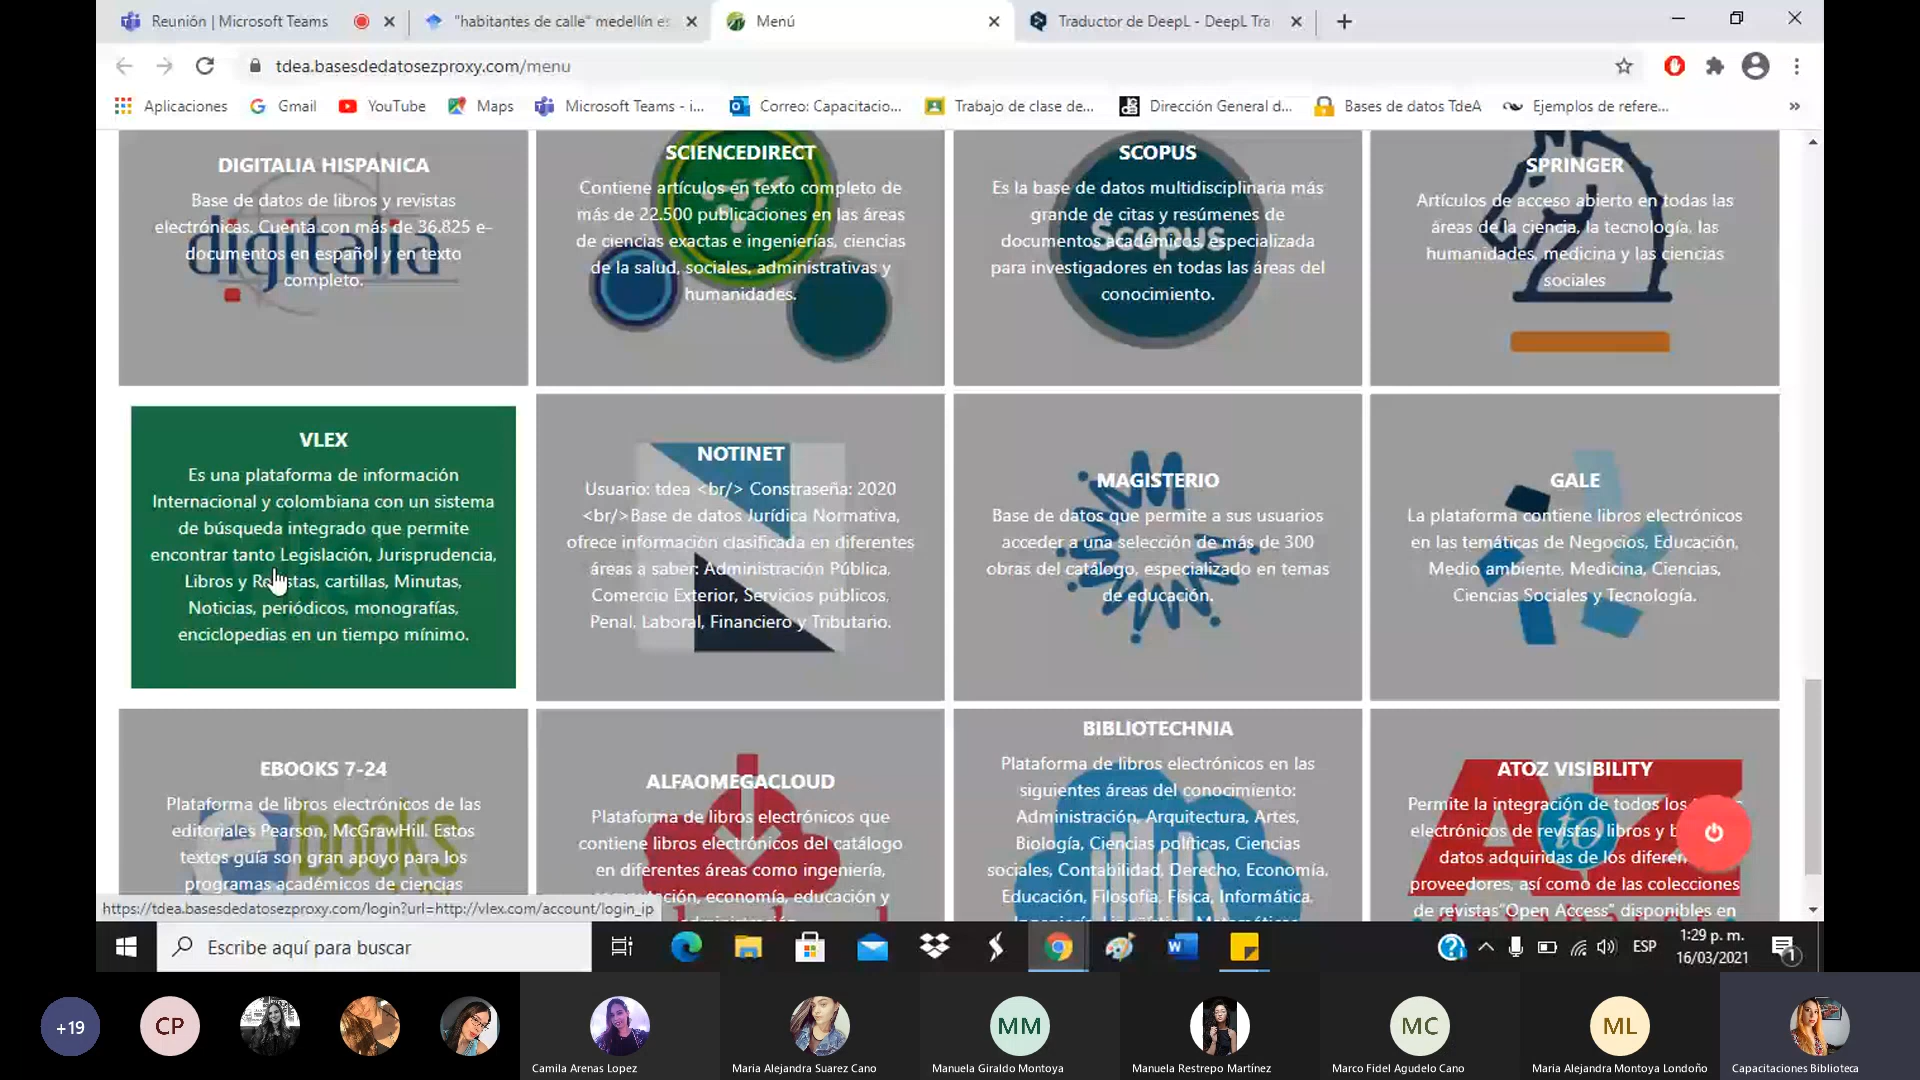 Reunión | Microsoft Teams
"habitantes de calle" medellín es
Menú
Traductor de DeepL - DeepL Tra
tdea.basesdedatosezproxy.com/menu
Aplicaciones
Gmail
YouTube
Maps
Microsoft Teams - i...
Correo: Capacitacio...
Trabajo de clase de...
Dirección General d...
Bases de datos TdeA
Ejemplos de refere...
»
DIGITALIA HISPANICA
Base de datos de libros y revistas
electrónicas. Cuenta con más de 36.825 e-
documentos en español y en texto
completo.
digitalia
SCIENCEDIRECT
Contiene artículos en texto completo de
más de 22.500 publicaciones en las áreas
de ciencias exactas e ingenierías, ciencias
de la salud, sociales, administrativas y
humanidades.
SCOPUS
Es la base de datos multidisciplinaria más
grande de citas y resúmenes de
documentos académicos, especializada
para investigadores en todas las áreas del
conocimiento.
Scopus
SPRINGER
Artículos de acceso abierto en todas las
áreas de la ciencia, la tecnología, las
humanidades, medicina y las ciencias
sociales
VLEX
Es una plataforma de información
Internacional y colombiana con un sistema
de búsqueda integrado que permite
encontrar tanto Legislación, Jurisprudencia,
Libros y Revistas, cartillas, Minutas,
Noticias, periódicos, monografías,
enciclopedias en un tiempo mínimo.
NOTINET
Usuario: tdea <br/> Constraseña: 2020
<br/>Base de datos Jurídica Normativa,
ofrece información clasificada en diferentes
áreas a saber: Administración Pública,
Comercio Exterior, Servicios públicos,
Penal, Laboral, Financiero y Tributario.
MAGISTERIO
Base de datos que permite a sus usuarios
acceder a una selección de más de 300
obras del catálogo, especializado en temas
de educación.
GALE
La plataforma contiene libros electrónicos
en las temáticas de Negocios, Educación,
Medio ambiente, Medicina, Ciencias,
Ciencias Sociales y Tecnología.
EBOOKS 7-24
Plataforma de libros electrónicos de las
editoriales Pearson, McGrawHill. Estos
textos guía son gran apoyo para los
programas académicos de ciencias
e books
ALFAOMEGACLOUD
Plataforma de libros electrónicos que
contiene libros electrónicos del catálogo
en diferentes áreas como ingeniería,
economía, educación y
BIBLIOTECHNIA
Plataforma de libros electrónicos en las
siguientes áreas del conocimiento:
Administración, Arquitectura, Artes,
Biología, Ciencias políticas, Ciencias
sociales, Contabilidad, Derecho, Economía,
Educación, Filosofía, Física, Informática,
ATOZ VISIBILITY
Permite la integración de todos los
electrónicos de revistas, libros y
datos adquiridas de los
proveedores, así como de las colecciones
de revistas"Open Access" disponibles en
A to Z
https://tdea.basesdedatosezproxy.com/login?url=http://vlex.com/account/login_ip
Escribe aquí para buscar
ESP
1:29 p. m.
16/03/2021
1
+19
CP
MM
MC
ML
Camila Arenas Lopez
Maria Alejandra Suarez Cano
Manuela Giraldo Montoya
Manuela Restrepo Martínez
Marco Fidel Agudelo Cano
Maria Alejandra Montoya Londoño
Capacitaciones Biblioteca